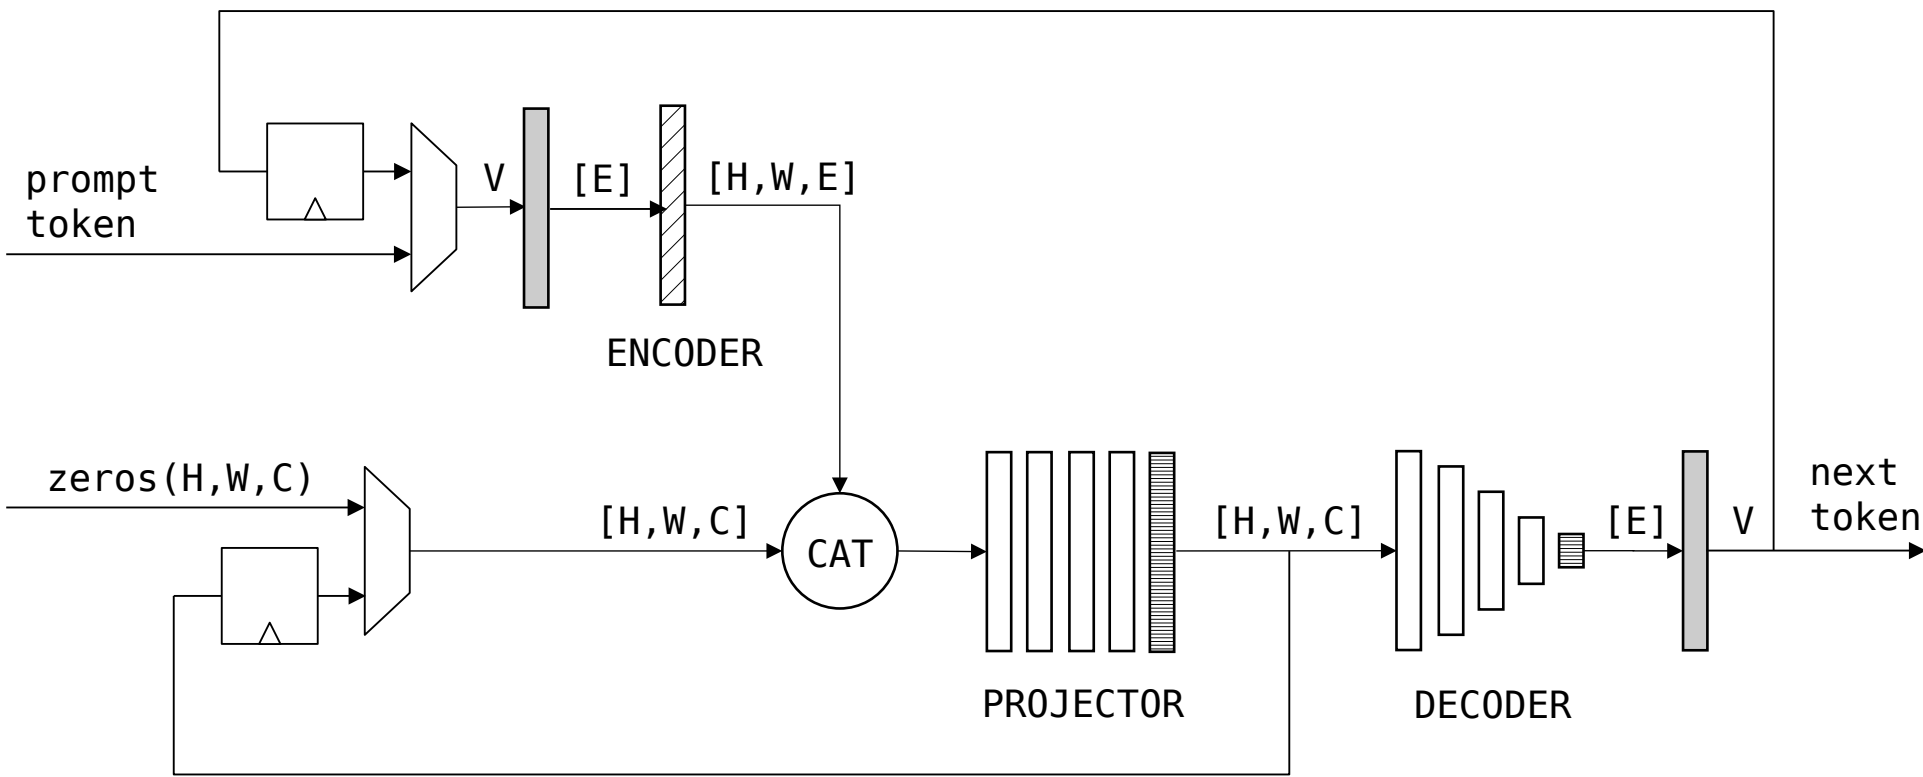 prompt
token
V
[E]
[H,W,E]
ENCODER
zeros(H,W,C)
[H,W,C]
CAT
PROJECTOR
[H,W,C]
DECODER
[E]
V
next
token